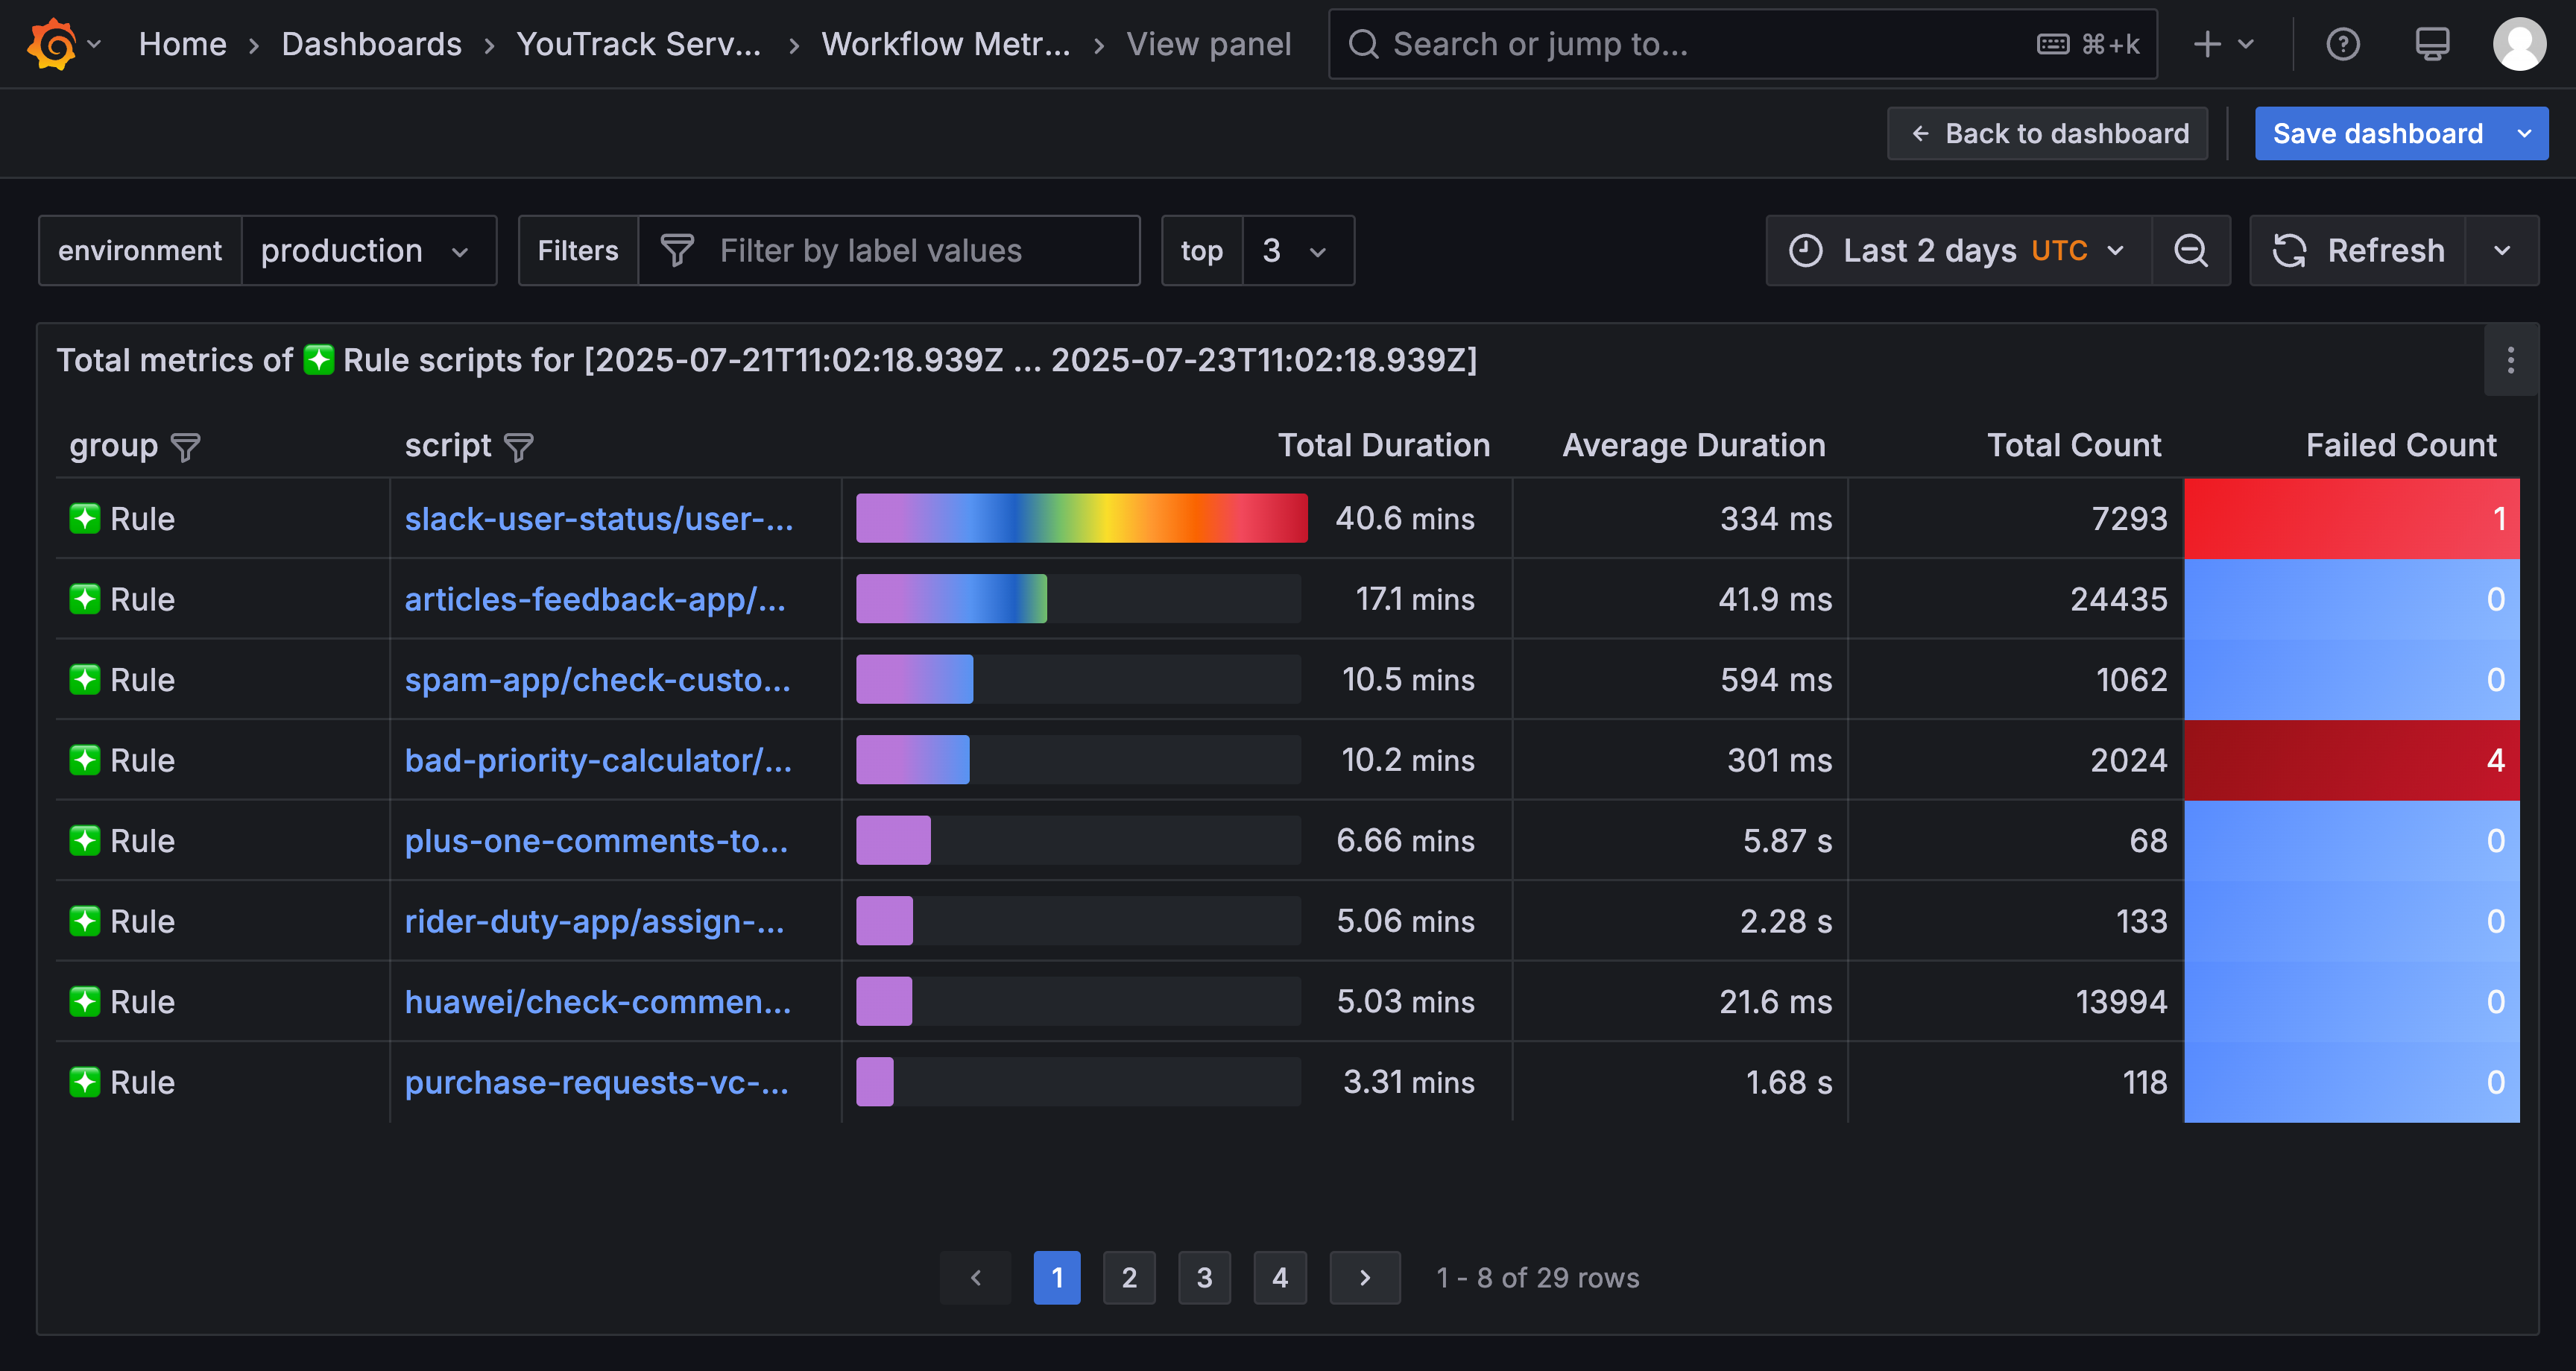 Home › Dashboards › YouTrack Serv... › Workflow Metr... › View panel Search or jump to... ⌘+k
← Back to dashboard Save dashboard
environment production Filters Filter by label values top 3 Last 2 days UTC Refresh
Total metrics of Rule scripts for [2025-07-21T11:02:18.939Z ... 2025-07-23T11:02:18.939Z]
group script Total Duration Average Duration Total Count Failed Count
Rule slack-user-status/user-... 40.6 mins 334 ms 7293 1
Rule articles-feedback-app/... 17.1 mins 41.9 ms 24435 0
Rule spam-app/check-custo... 10.5 mins 594 ms 1062 0
Rule bad-priority-calculator/... 10.2 mins 301 ms 2024 4
Rule plus-one-comments-to... 6.66 mins 5.87 s 68 0
Rule rider-duty-app/assign-... 5.06 mins 2.28 s 133 0
Rule huawei/check-commen... 5.03 mins 21.6 ms 13994 0
Rule purchase-requests-vc-... 3.31 mins 1.68 s 118 0
‹ 1 2 3 4 › 1 - 8 of 29 rows